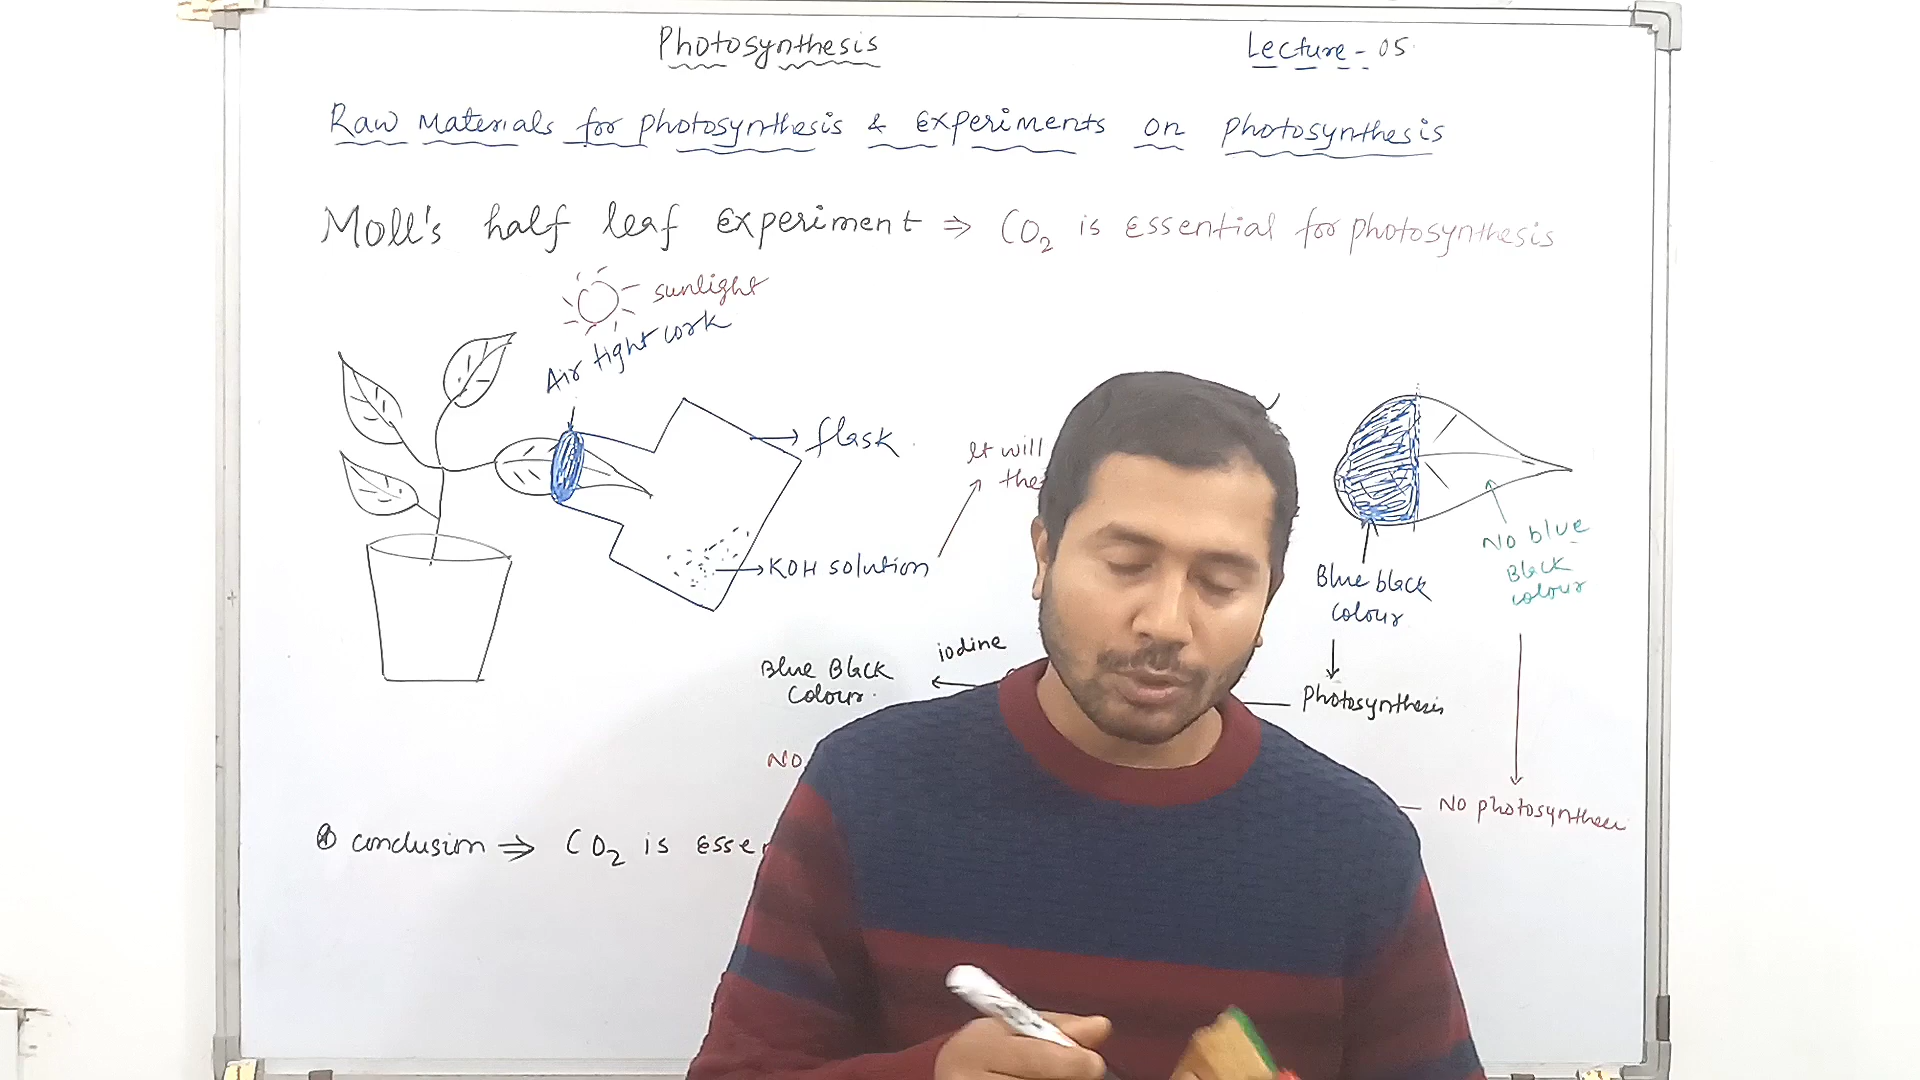 Photosynthesis
Lecture - 05
Raw Materials for photosynthesis & Experiments on photosynthesis
Moll's half leaf Experiment ⇒ CO₂ is Essential for photosynthesis
sunlight
Air tight cork
flask
It will
the
KOH solution
No blue
Black
colour
Blue black
colour
iodine
Blue Black
Colour.
photosynthesis
No
No photosynthesis
conclusion ⇒ CO₂ is